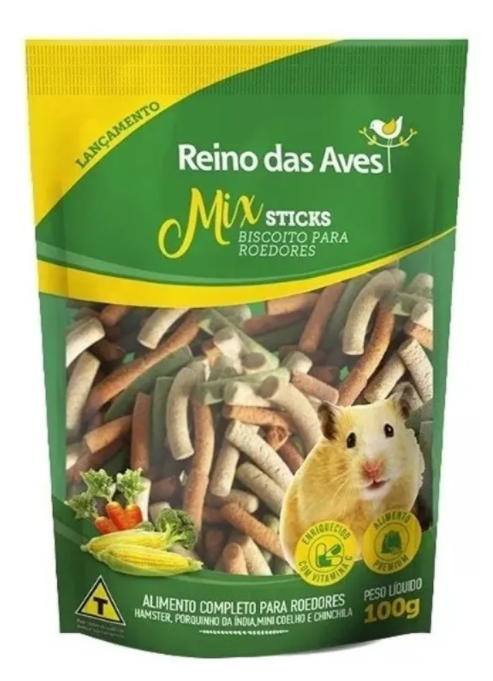 LANÇAMENTO
Reino das Aves
Mix STICKS
BISCOITO PARA
ROEDORES
ENRIQUECIDO
COM VITAMINA C
ALIMENTO
PREMIUM
T
ALIMENTO COMPLETO PARA ROEDORES
HAMSTER, PORQUINHO DA ÍNDIA, MINI COELHO E CHINCHILA
PESO LÍQUIDO
100g